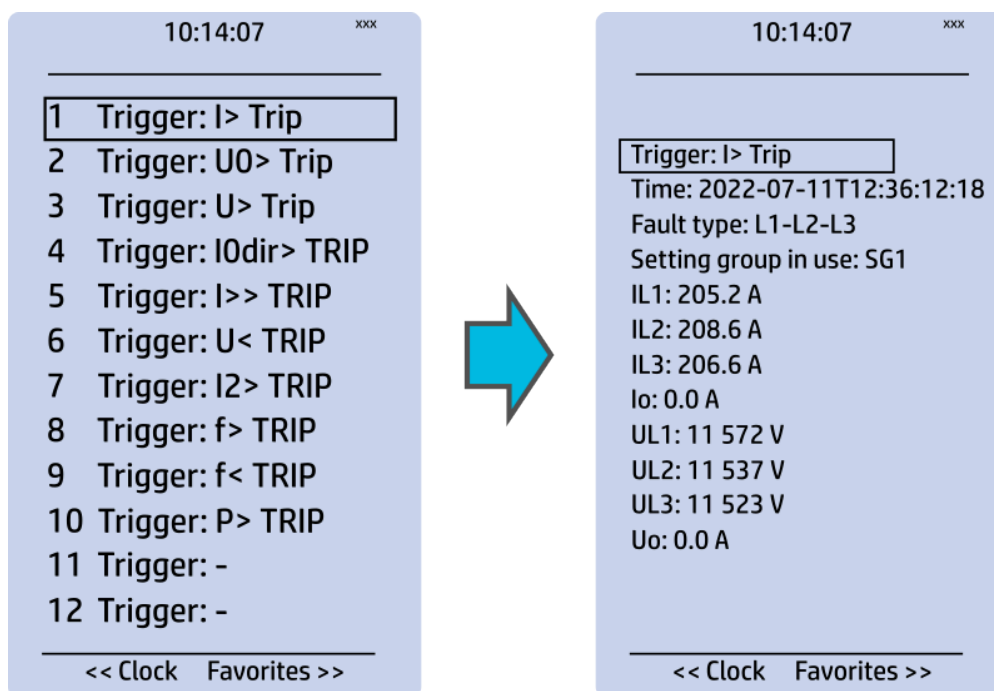 10:14:07 xxx
1 Trigger: I> Trip
2 Trigger: U0> Trip
3 Trigger: U> Trip
4 Trigger: I0dir> TRIP
5 Trigger: I>> TRIP
6 Trigger: U< TRIP
7 Trigger: I2> TRIP
8 Trigger: f> TRIP
9 Trigger: f< TRIP
10 Trigger: P> TRIP
11 Trigger: -
12 Trigger: -
<< Clock Favorites >>
10:14:07 xxx
Trigger: I> Trip
Time: 2022-07-11T12:36:12:18
Fault type: L1-L2-L3
Setting group in use: SG1
IL1: 205.2 A
IL2: 208.6 A
IL3: 206.6 A
Io: 0.0 A
UL1: 11 572 V
UL2: 11 537 V
UL3: 11 523 V
Uo: 0.0 A
<< Clock Favorites >>